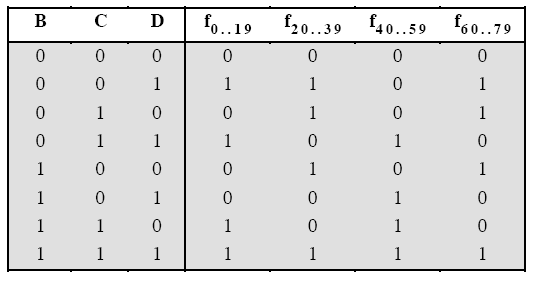 B C D f0..19 f20..39 f40..59 f60..79
0 0 0 0 0 0 0
0 0 1 1 1 0 1
0 1 0 0 1 0 1
0 1 1 1 0 1 0
1 0 0 0 1 0 1
1 0 1 0 0 1 0
1 1 0 1 0 1 0
1 1 1 1 1 1 1